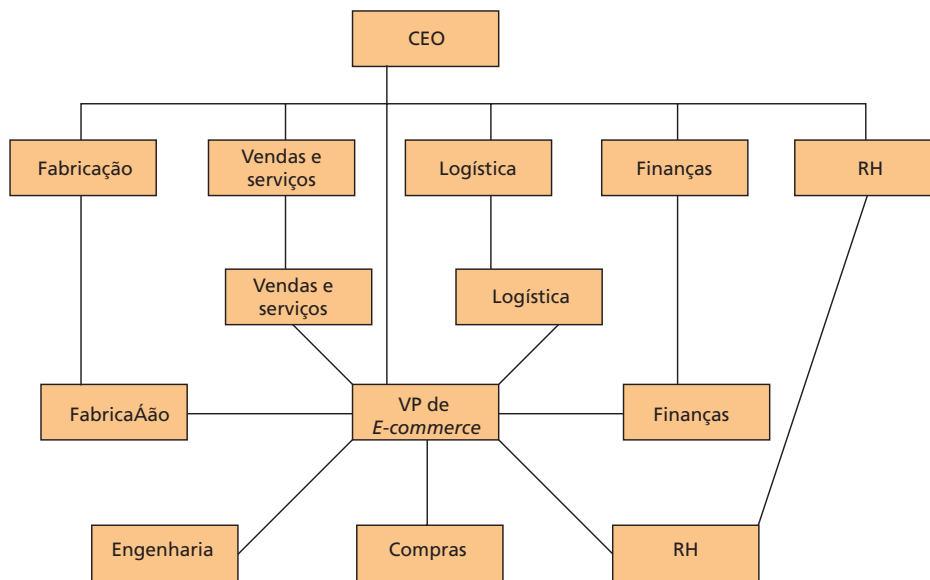 CEO
Fabricação
Vendas e
serviços
Logística
Finanças
RH
Vendas e
serviços
Logística
FabricaÁão
VP de
E-commerce
Finanças
Engenharia
Compras
RH